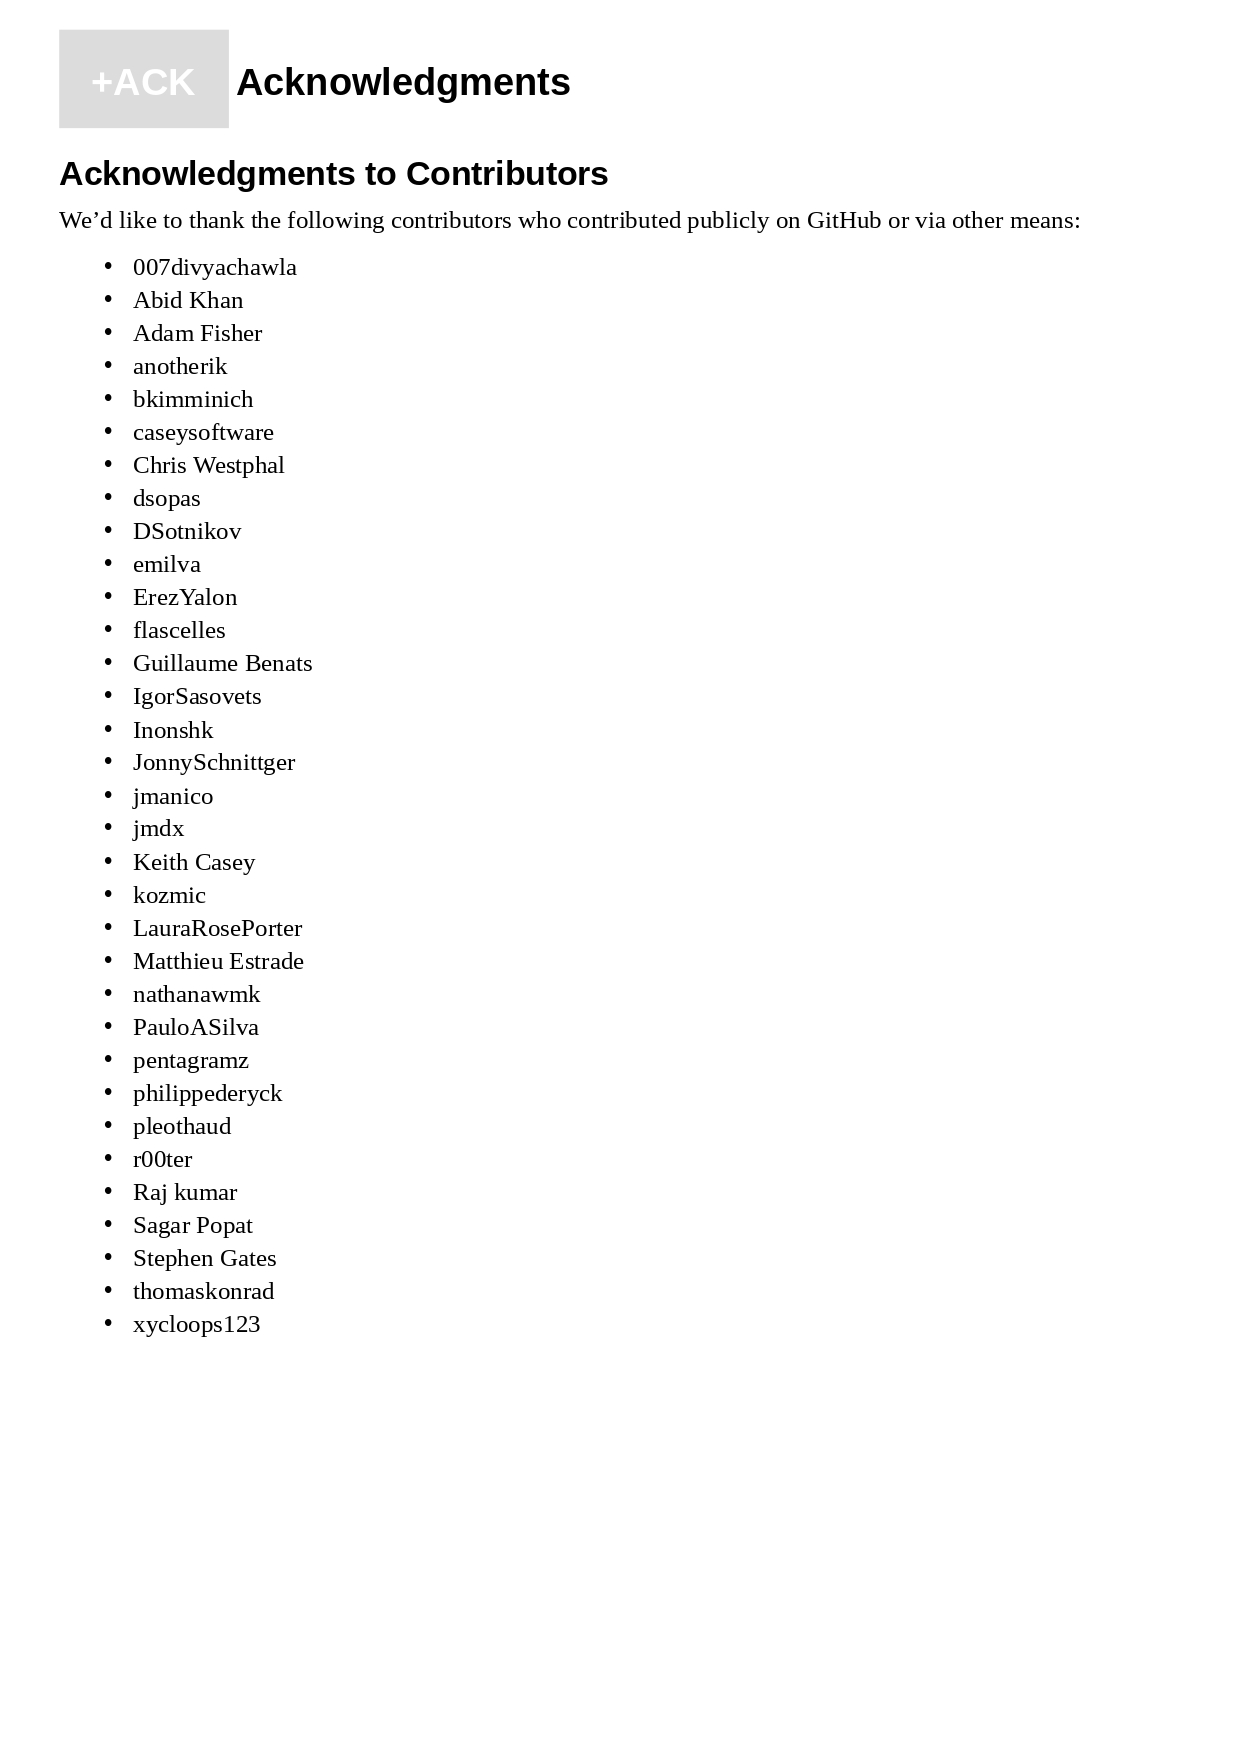 +ACK Acknowledgments
Acknowledgments to Contributors
We’d like to thank the following contributors who contributed publicly on GitHub or via other means:
• 007divyachawla
• Abid Khan
• Adam Fisher
• anotherik
• bkimminich
• caseysoftware
• Chris Westphal
• dsopas
• DSotnikov
• emilva
• ErezYalon
• flascelles
• Guillaume Benats
• IgorSasovets
• Inonshk
• JonnySchnittger
• jmanico
• jmdx
• Keith Casey
• kozmic
• LauraRosePorter
• Matthieu Estrade
• nathanawmk
• PauloASilva
• pentagramz
• philippederyck
• pleothaud
• r00ter
• Raj kumar
• Sagar Popat
• Stephen Gates
• thomaskonrad
• xycloops123